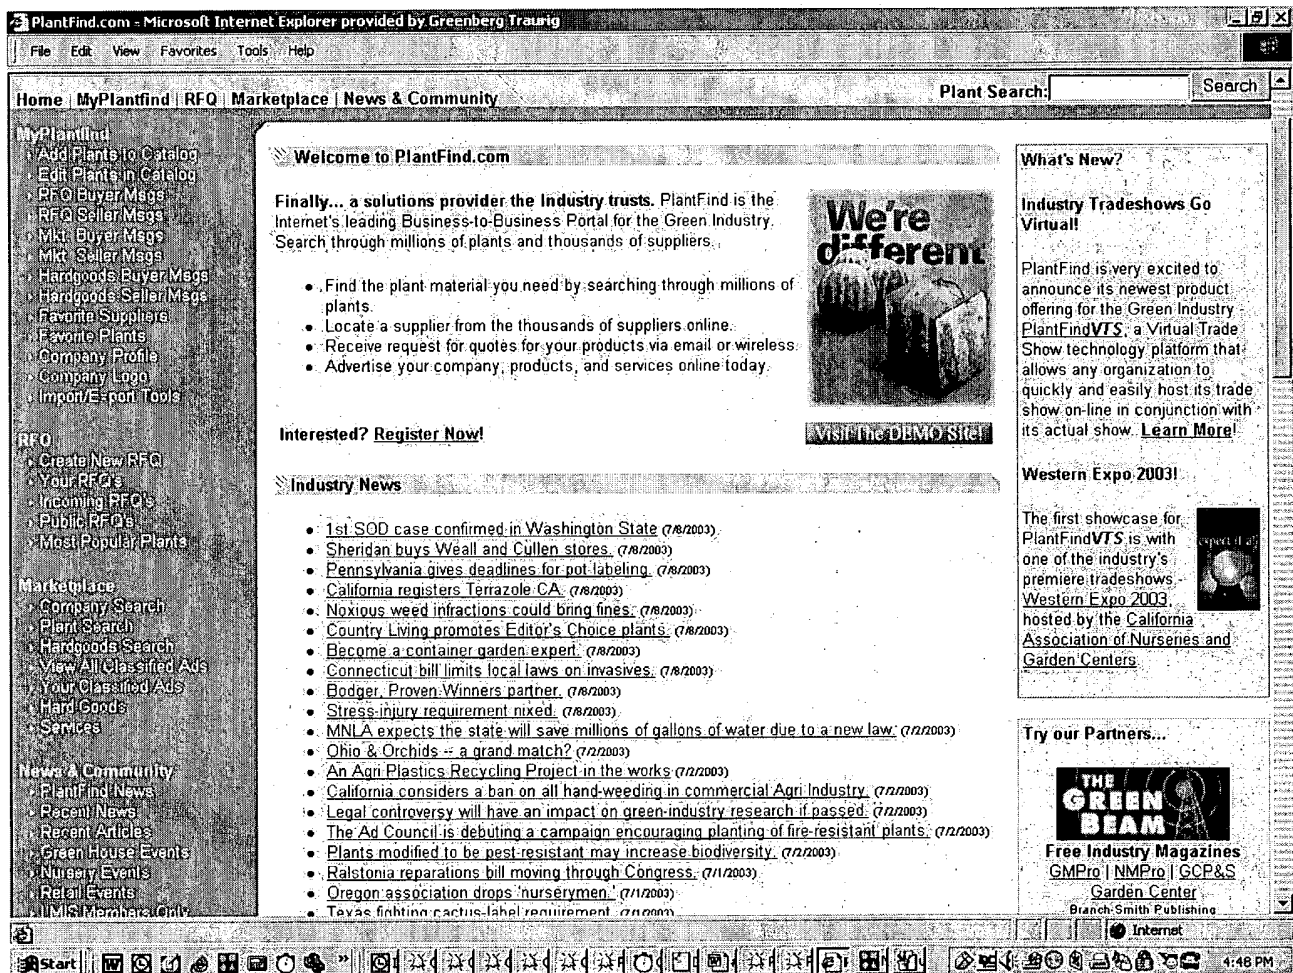 PlantFind.com - Microsoft Internet Explorer provided by Greenberg Traurig
File Edit View Favorites Tools Help
Home | MyPlantfind | RFQ | Marketplace | News & Community
Plant Search: Search
MyPlantfind
Add Plants to Catalog
Edit Plants in Catalog
RFQ Buyer Msgs
RFQ Seller Msgs
Mkt Buyer Msgs
Mkt Seller Msgs
Hardgoods Buyer Msgs
Hardgoods Seller Msgs
Favorite Suppliers
Favorite Plants
Company Profile
Company Logo
Import/Export Tools
RFQ
Create New RFQ
Your RFQ's
Incoming RFQ's
Public RFQ's
Most Popular Plants
Marketplace
Company Search
Plant Search
Hardgoods Search
View All Classified Ads
Your Classified Ads
Hard Goods
Services
News & Community
PlantFind News
Recent News
Recent Articles
Green House Events
Nursery Events
Retail Events
LMIS Members Only
Welcome to PlantFind.com
Finally... a solutions provider the Industry trusts. PlantFind is the
Internet's leading Business-to-Business Portal for the Green Industry.
Search through millions of plants and thousands of suppliers.
• Find the plant material you need by searching through millions of
plants.
• Locate a supplier from the thousands of suppliers online.
• Receive request for quotes for your products via email or wireless.
• Advertise your company, products, and services online today.
Interested? Register Now!
We're
different
Visit The DEMO Site!
Industry News
• 1st SOD case confirmed in Washington State (7/8/2003)
• Sheridan buys Weall and Cullen stores. (7/8/2003)
• Pennsylvania gives deadlines for pot labeling. (7/8/2003)
• California registers Terrazole CA. (7/8/2003)
• Noxious weed infractions could bring fines. (7/8/2003)
• Country Living promotes Editor's Choice plants. (7/8/2003)
• Become a container garden expert. (7/8/2003)
• Connecticut bill limits local laws on invasives. (7/8/2003)
• Bodger, Proven Winners partner. (7/8/2003)
• Stress-injury requirement nixed. (7/8/2003)
• MNLA expects the state will save millions of gallons of water due to a new law. (7/2/2003)
• Ohio & Orchids -- a grand match? (7/2/2003)
• An Agri Plastics Recycling Project in the works (7/2/2003)
• California considers a ban on all hand-weeding in commercial Agri Industry. (7/2/2003)
• Legal controversy will have an impact on green-industry research if passed. (7/2/2003)
• The Ad Council is debuting a campaign encouraging planting of fire-resistant plants. (7/2/2003)
• Plants modified to be pest-resistant may increase biodiversity. (7/2/2003)
• Ralstonia reparations bill moving through Congress. (7/1/2003)
• Oregon association drops 'nurserymen.' (7/1/2003)
• Texas fighting cactus-label requirement. (7/1/2003)
What's New?
Industry Tradeshows Go
Virtual!
PlantFind is very excited to
announce its newest product
offering for the Green Industry -
PlantFindVTS, a Virtual Trade
Show technology platform that
allows any organization to
quickly and easily host its trade
show on-line in conjunction with
its actual show. Learn More!
Western Expo 2003!
The first showcase for
PlantFindVTS is with
one of the industry's
premiere tradeshows -
Western Expo 2003,
hosted by the California
Association of Nurseries and
Garden Centers
Try our Partners...
THE
GREEN
BEAM
Free Industry Magazines
GMPro | NMPro | GCP&S
Garden Center
Branch-Smith Publishing
Internet
Start
4:48 PM